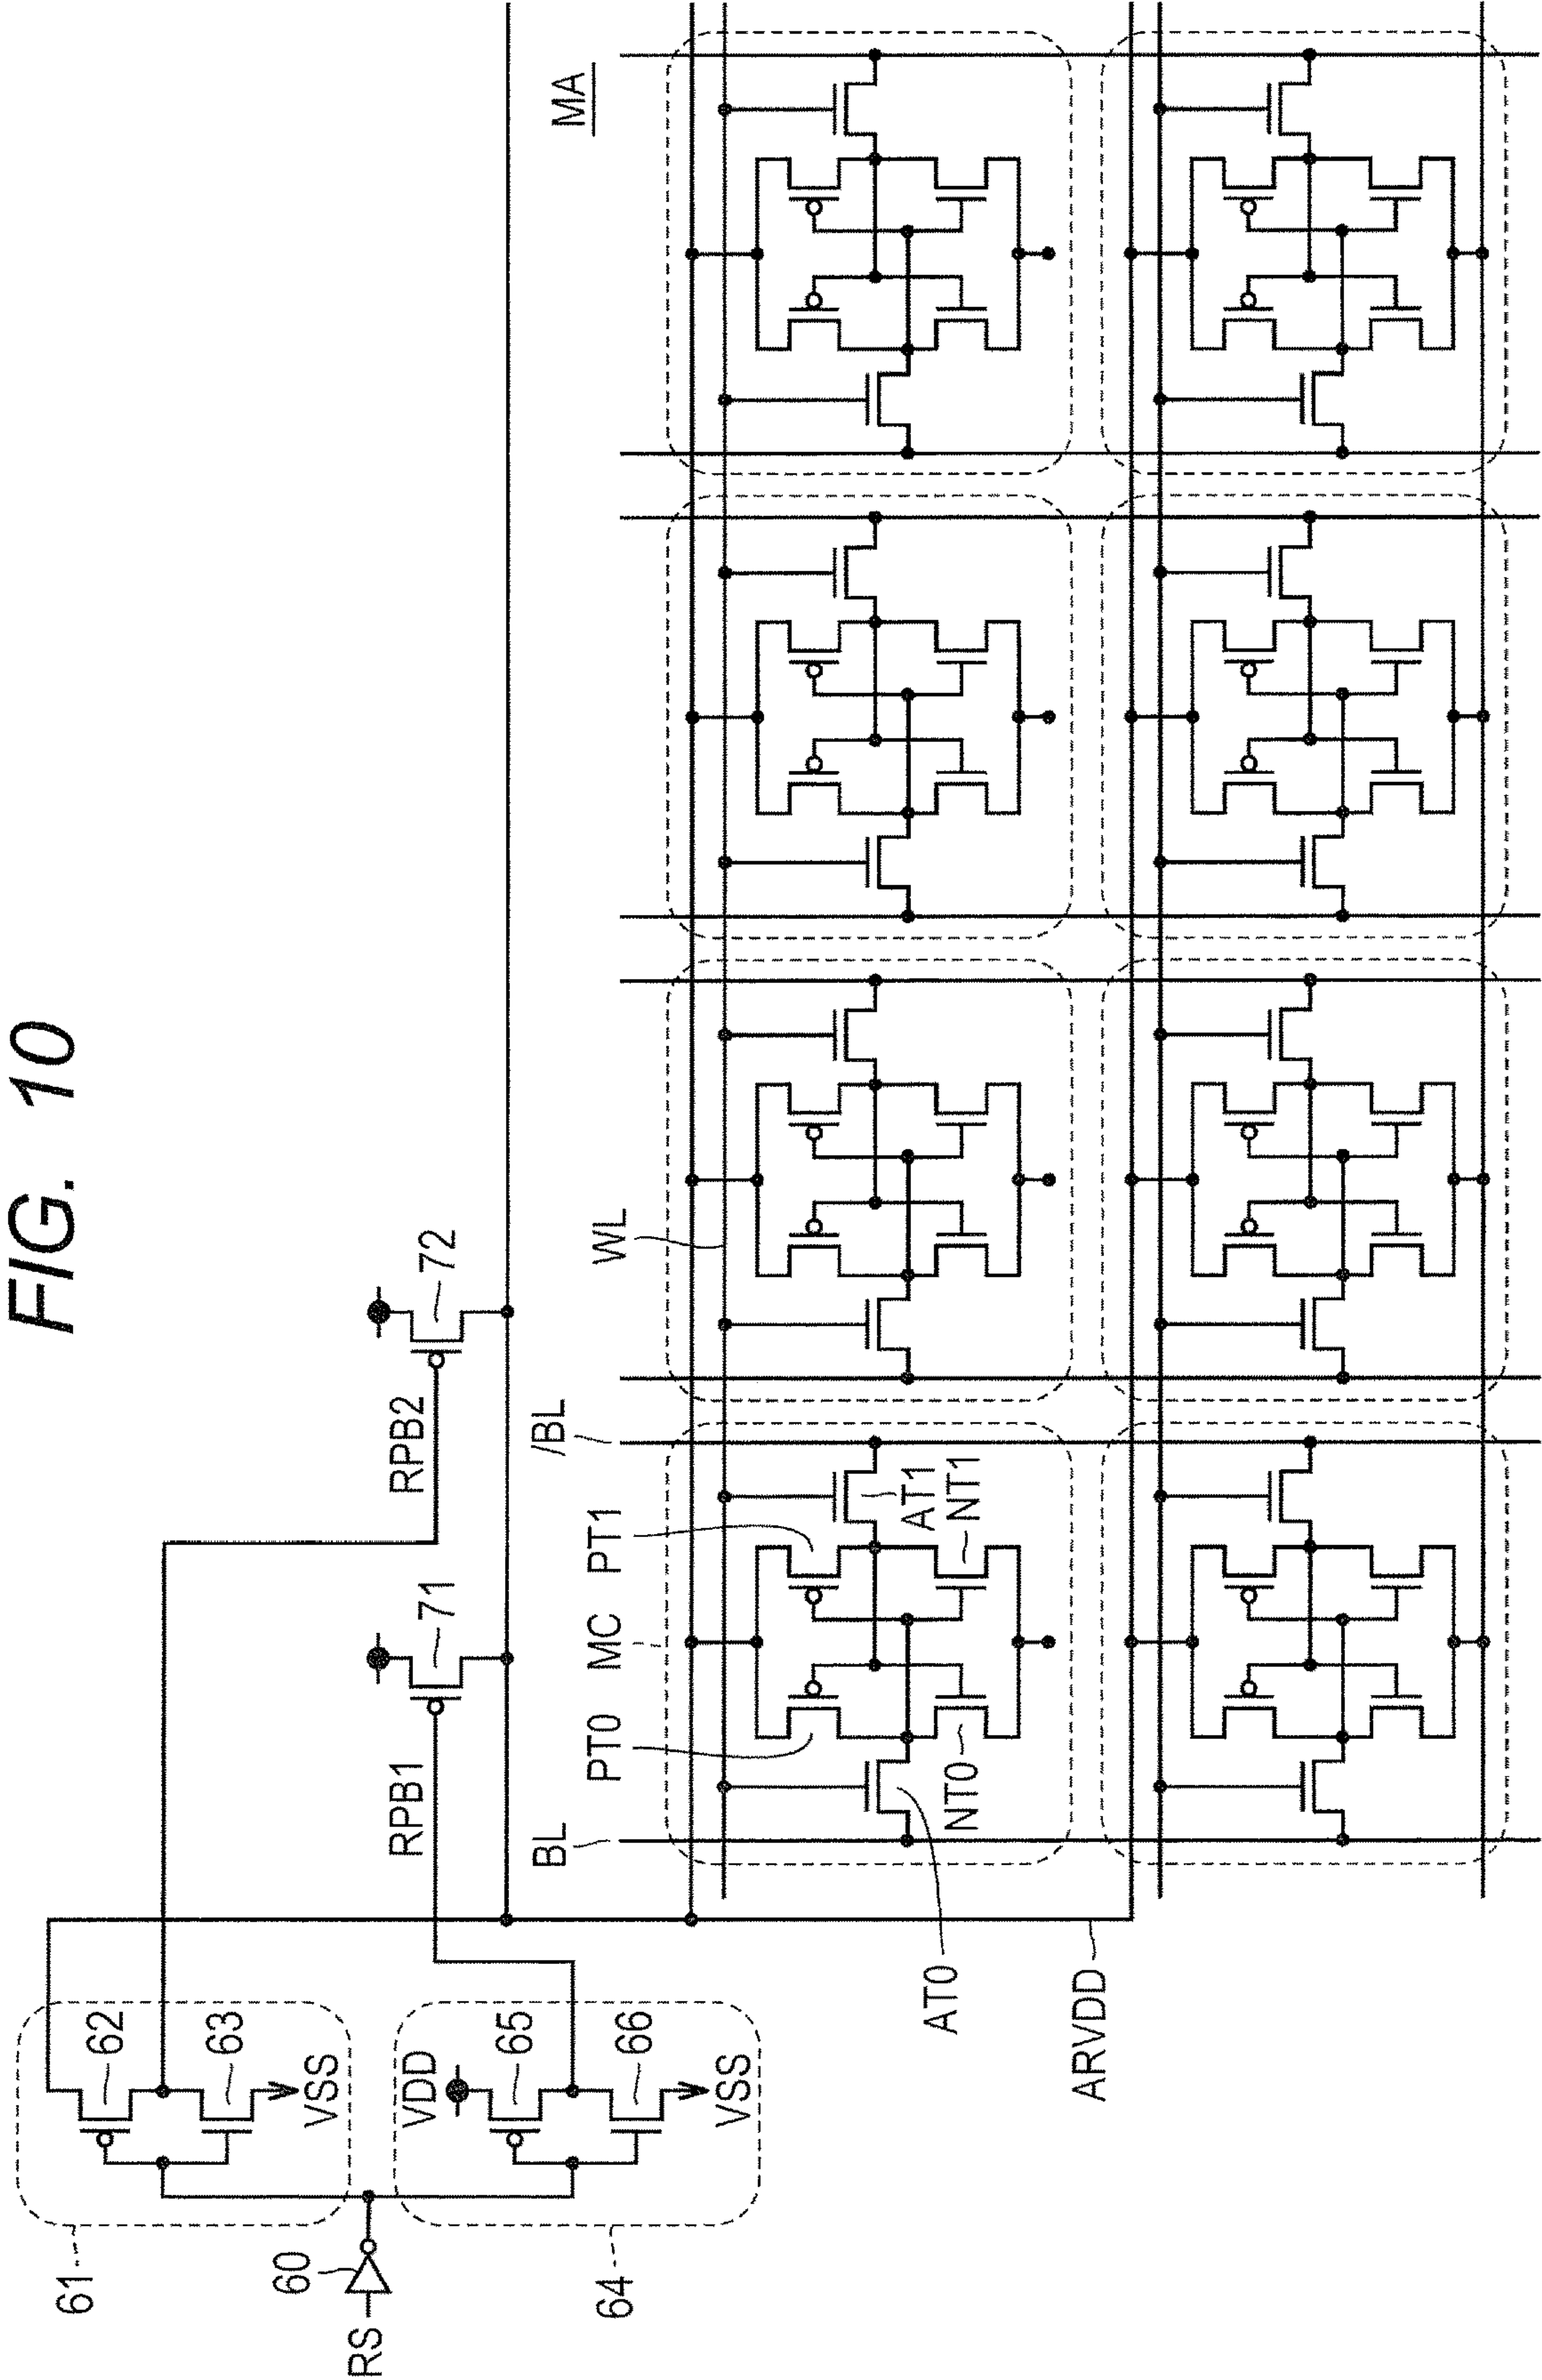 FIG. 10
RS
60
61
62
63
VSS
64
VDD
65
66
VSS
RPB1
71
RPB2
72
MA
BL
/BL
WL
PT0
MC
PT1
AT1
NT1
NT0
AT0
ARVDD